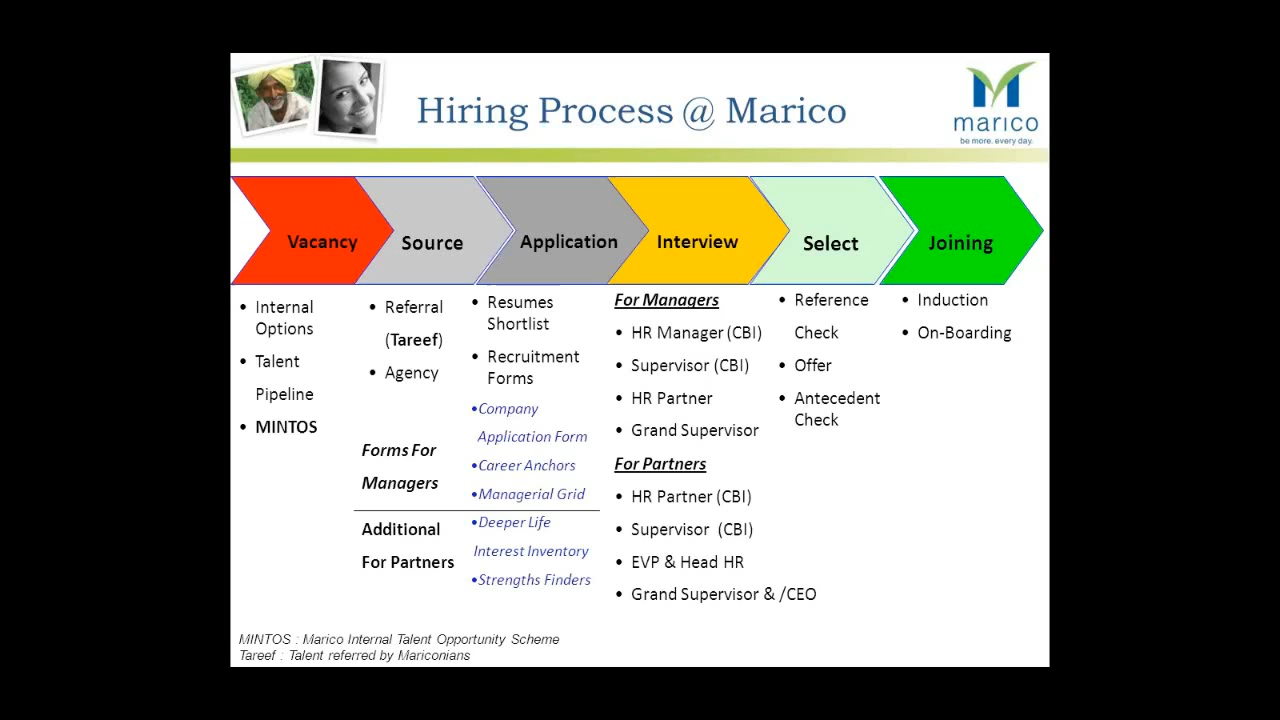 Hiring Process @ Marico
marico
be more. every day.
Vacancy
Source
Application
Interview
Select
Joining
• Internal
Options
• Talent
Pipeline
• MINTOS
• Referral
(Tareef)
• Agency
Forms For
Managers
Additional
For Partners
• Resumes
Shortlist
• Recruitment
Forms
•Company
Application Form
•Career Anchors
•Managerial Grid
•Deeper Life
Interest Inventory
•Strengths Finders
For Managers
• HR Manager (CBI)
• Supervisor (CBI)
• HR Partner
• Grand Supervisor
For Partners
• HR Partner (CBI)
• Supervisor (CBI)
• EVP & Head HR
• Grand Supervisor & /CEO
• Reference
Check
• Offer
• Antecedent
Check
• Induction
• On-Boarding
MINTOS : Marico Internal Talent Opportunity Scheme
Tareef : Talent referred by Mariconians